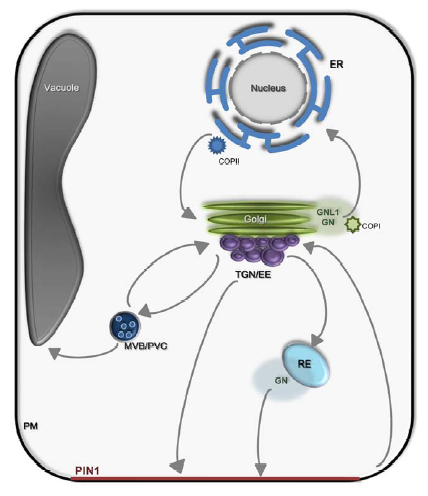 ER
Vacuole
Nucleus
COPII
GNL1
GN
Golgi
COPI
TGN/EE
MVB/PVC
RE
GN
PM
PIN1